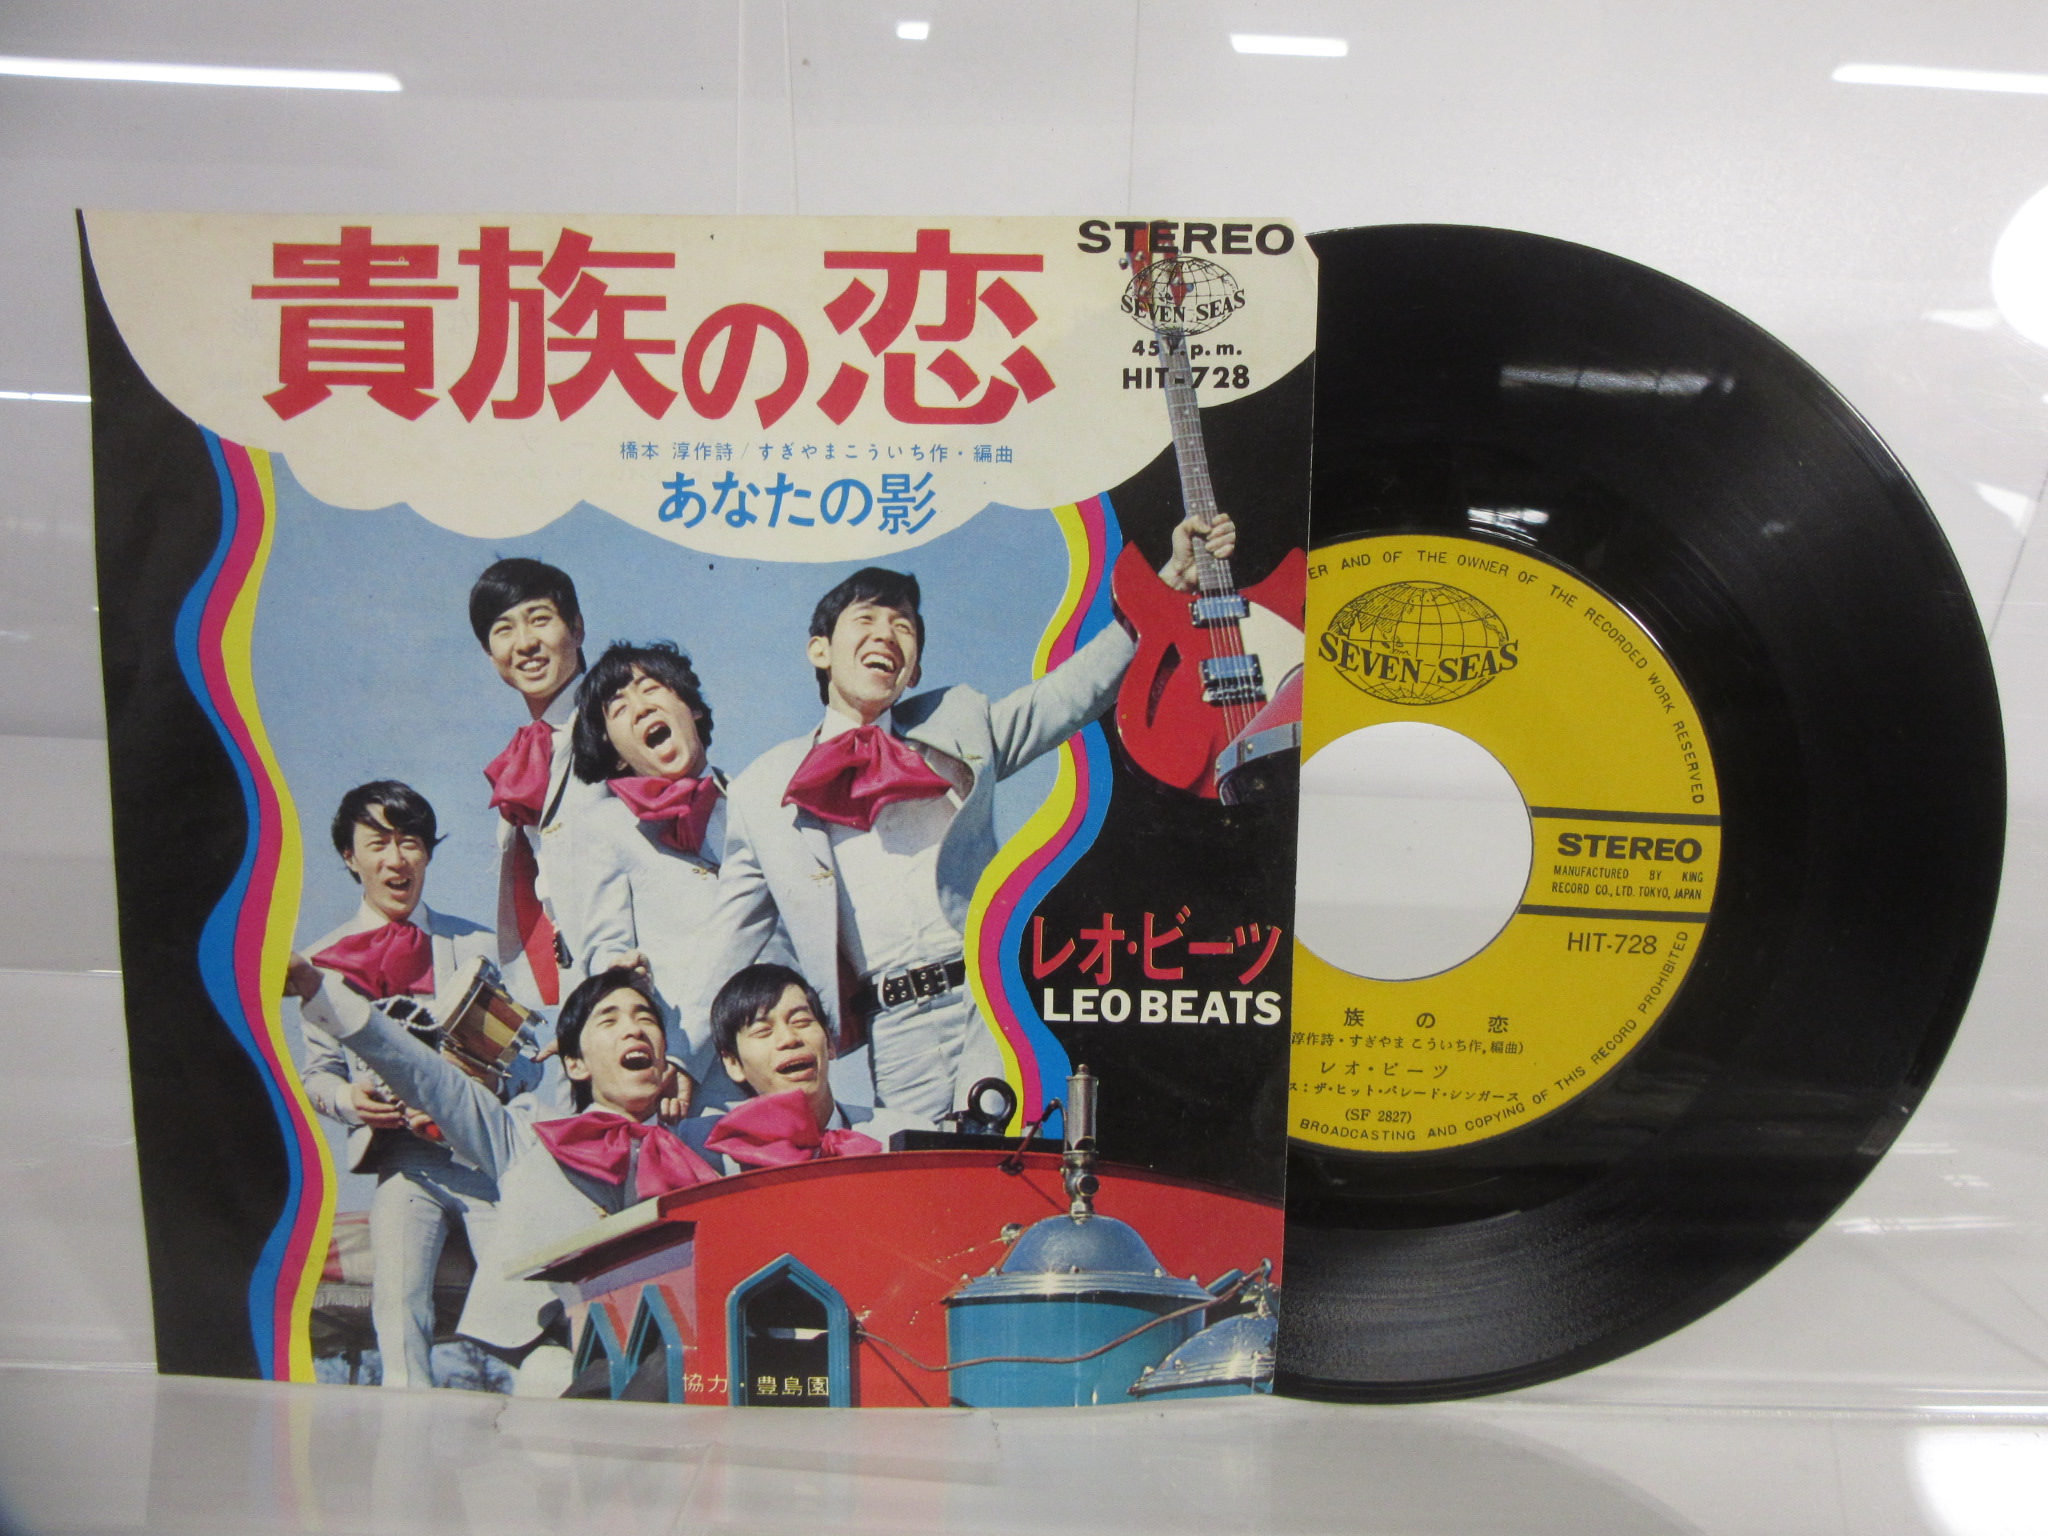 貴族の恋
橋本 淳作詩/すぎやまこういち作・編曲
あなたの影
STEREO
SEVEN SEAS
45r.p.m.
HIT-728
レオ・ビーツ
LEO BEATS
協力・豊島園
ER AND OF THE OWNER OF THE RECORDED WORK RESERVED
SEVEN SEAS
STEREO
MANUFACTURED BY KING
RECORD CO., LTD. TOKYO, JAPAN
HIT-728
族の恋
淳作詩・すぎやまこういち作,編曲)
レオ・ビーツ
ス:ザ・ヒット・パレード・シンガーズ
(SF 2827)
BROADCASTING AND COPYING OF THIS RECORD PROHIBITED